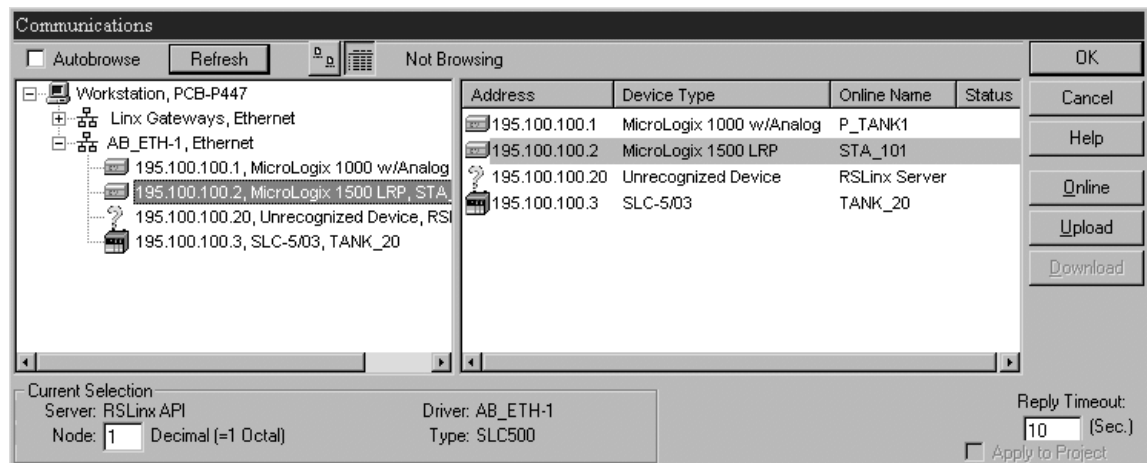 Communications
Autobrowse Refresh Not Browsing
OK
Cancel
Help
Online
Upload
Download
Workstation, PCB-P447
Linx Gateways, Ethernet
AB_ETH-1, Ethernet
195.100.100.1, MicroLogix 1000 w/Analog
195.100.100.2, MicroLogix 1500 LRP, STA_
195.100.100.20, Unrecognized Device, RSL
195.100.100.3, SLC-5/03, TANK_20
Address Device Type Online Name Status
195.100.100.1 MicroLogix 1000 w/Analog P_TANK1
195.100.100.2 MicroLogix 1500 LRP STA_101
195.100.100.20 Unrecognized Device RSLinx Server
195.100.100.3 SLC-5/03 TANK_20
Current Selection
Server: RSLinx API Driver: AB_ETH-1
Node: 1 Decimal (=1 Octal) Type: SLC500
Reply Timeout:
10 (Sec.)
Apply to Project